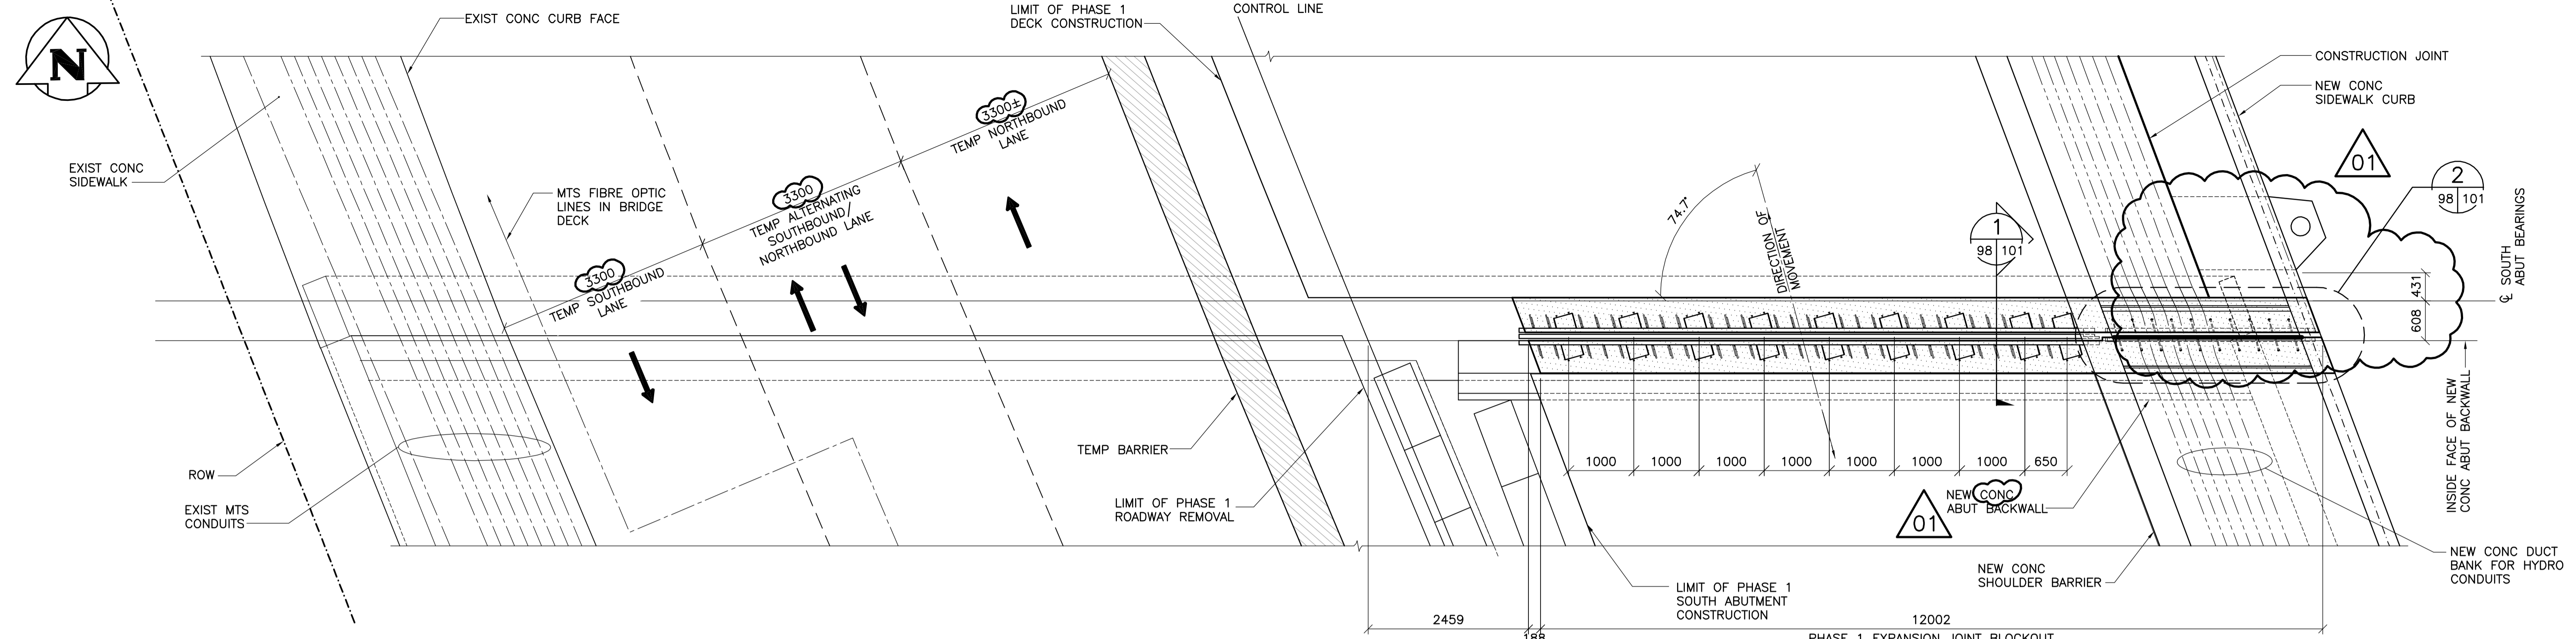 N
EXIST CONC CURB FACE
LIMIT OF PHASE 1
DECK CONSTRUCTION
CONTROL LINE
CONSTRUCTION JOINT
NEW CONC
SIDEWALK CURB
EXIST CONC
SIDEWALK
MTS FIBRE OPTIC
LINES IN BRIDGE
DECK
3300±
TEMP NORTHBOUND
LANE
3300
TEMP ALTERNATING
SOUTHBOUND/
NORTHBOUND LANE
3300
TEMP SOUTHBOUND
LANE
74.7°
DIRECTION OF
MOVEMENT
1
98 101
01
2
98 101
℄ SOUTH
ABUT BEARINGS
431
608
INSIDE FACE OF NEW
CONC ABUT BACKWALL
ROW
EXIST MTS
CONDUITS
TEMP BARRIER
LIMIT OF PHASE 1
ROADWAY REMOVAL
1000 1000 1000 1000 1000 1000 1000 650
01
NEW CONC
ABUT BACKWALL
NEW CONC
SHOULDER BARRIER
NEW CONC DUCT
BANK FOR HYDRO
CONDUITS
LIMIT OF PHASE 1
SOUTH ABUTMENT
CONSTRUCTION
2459
188
12002
PHASE 1 EXPANSION JOINT BLOCKOUT